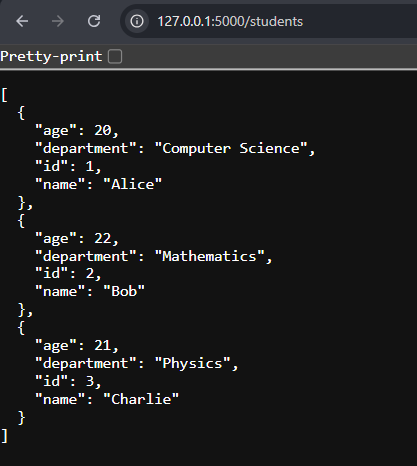 127.0.0.1:5000/students
Pretty-print
[
  {
    "age": 20,
    "department": "Computer Science",
    "id": 1,
    "name": "Alice"
  },
  {
    "age": 22,
    "department": "Mathematics",
    "id": 2,
    "name": "Bob"
  },
  {
    "age": 21,
    "department": "Physics",
    "id": 3,
    "name": "Charlie"
  }
]